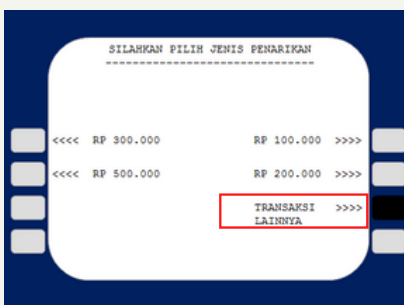 SILAHKAN PILIH JENIS PENARIKAN
-------------------------------
<<<< RP 300.000 RP 100.000 >>>>
<<<< RP 500.000 RP 200.000 >>>>
TRANSAKSI >>>>
LAINNYA